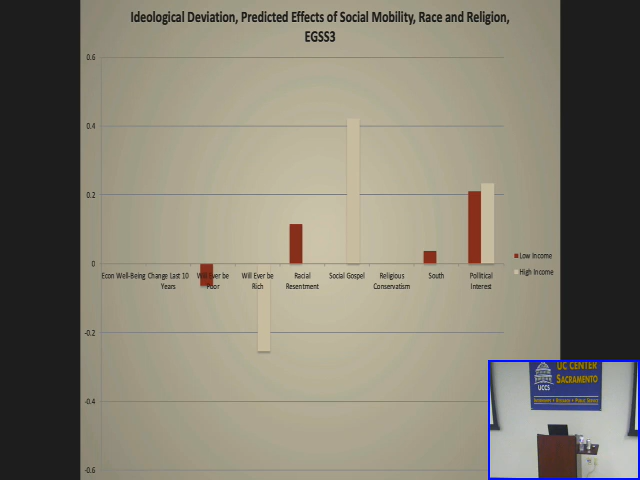 Ideological Deviation, Predicted Effects of Social Mobility, Race and Religion,
EGSS3
0.6
0.4
0.2
0
-0.2
-0.4
-0.6
Econ Well-Being Change Last 10
Years
Will Ever be
Poor
Will Ever be
Rich
Racial
Resentment
Social Gospel
Religious
Conservatism
South
Political
Interest
Low Income
High Income
UC CENTER
SACRAMENTO
UCCS